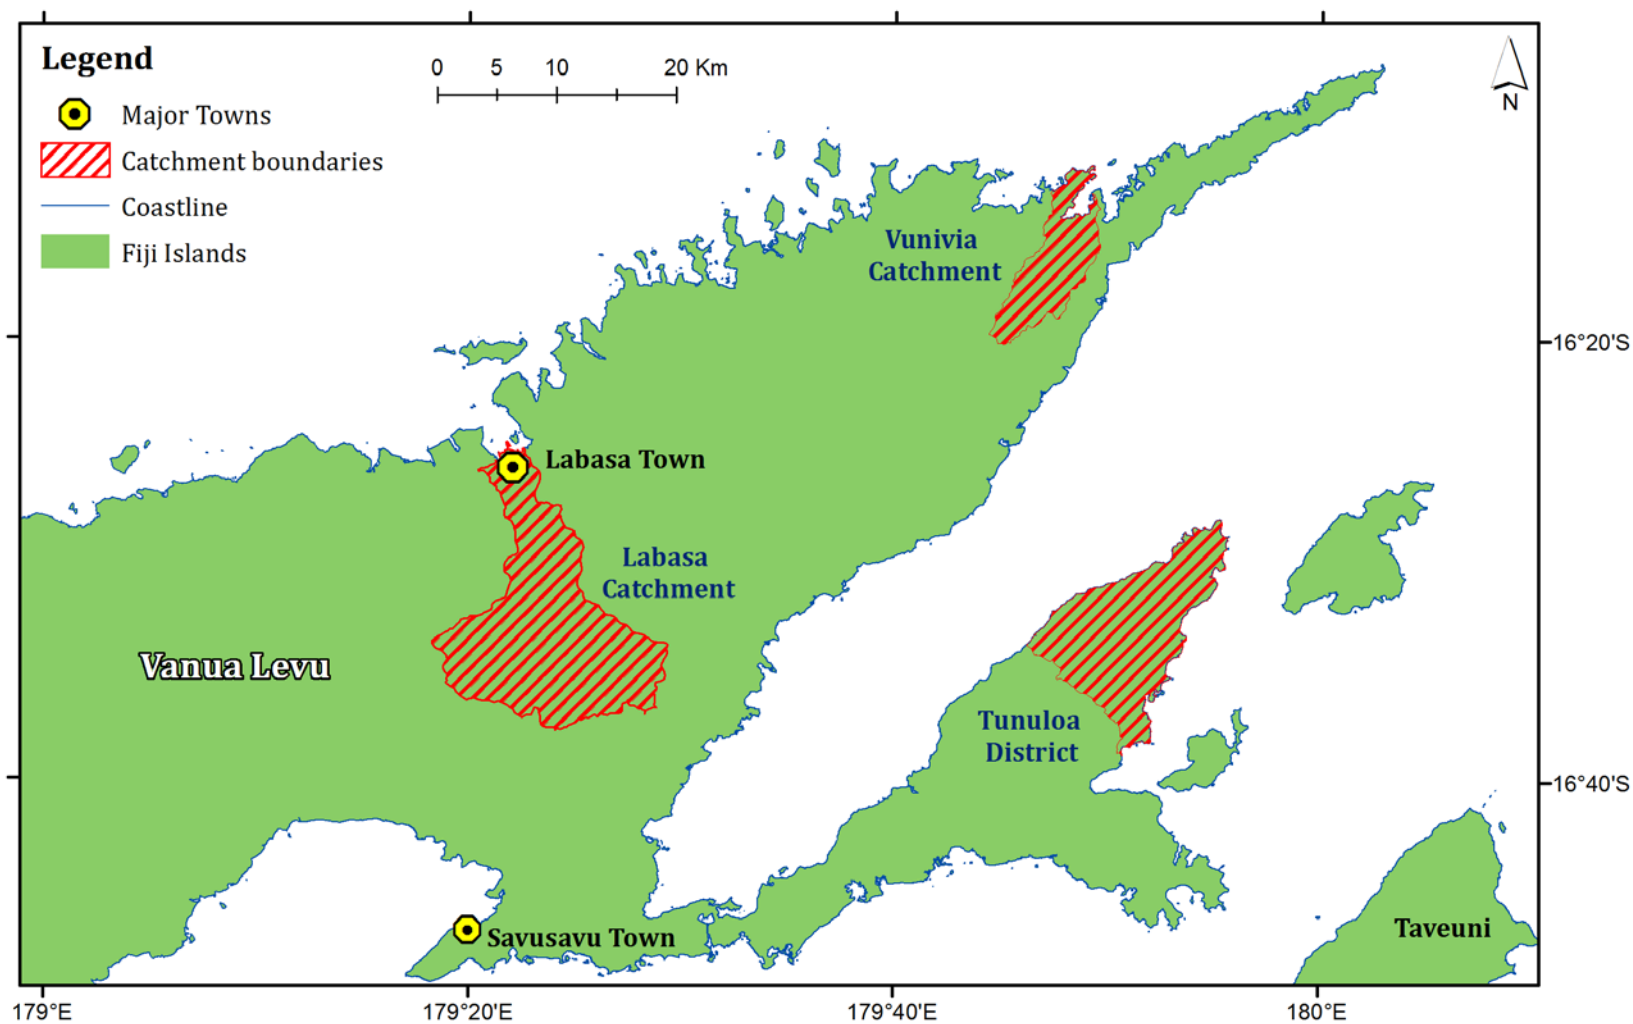 Legend
Major Towns
Catchment boundaries
Coastline
Fiji Islands
0 5 10 20 Km
N
Vunivia
Catchment
16°20'S
Labasa Town
Labasa
Catchment
Vanua Levu
Tunuloa
District
16°40'S
Savusavu Town
Taveuni
179°E 179°20'E 179°40'E 180°E